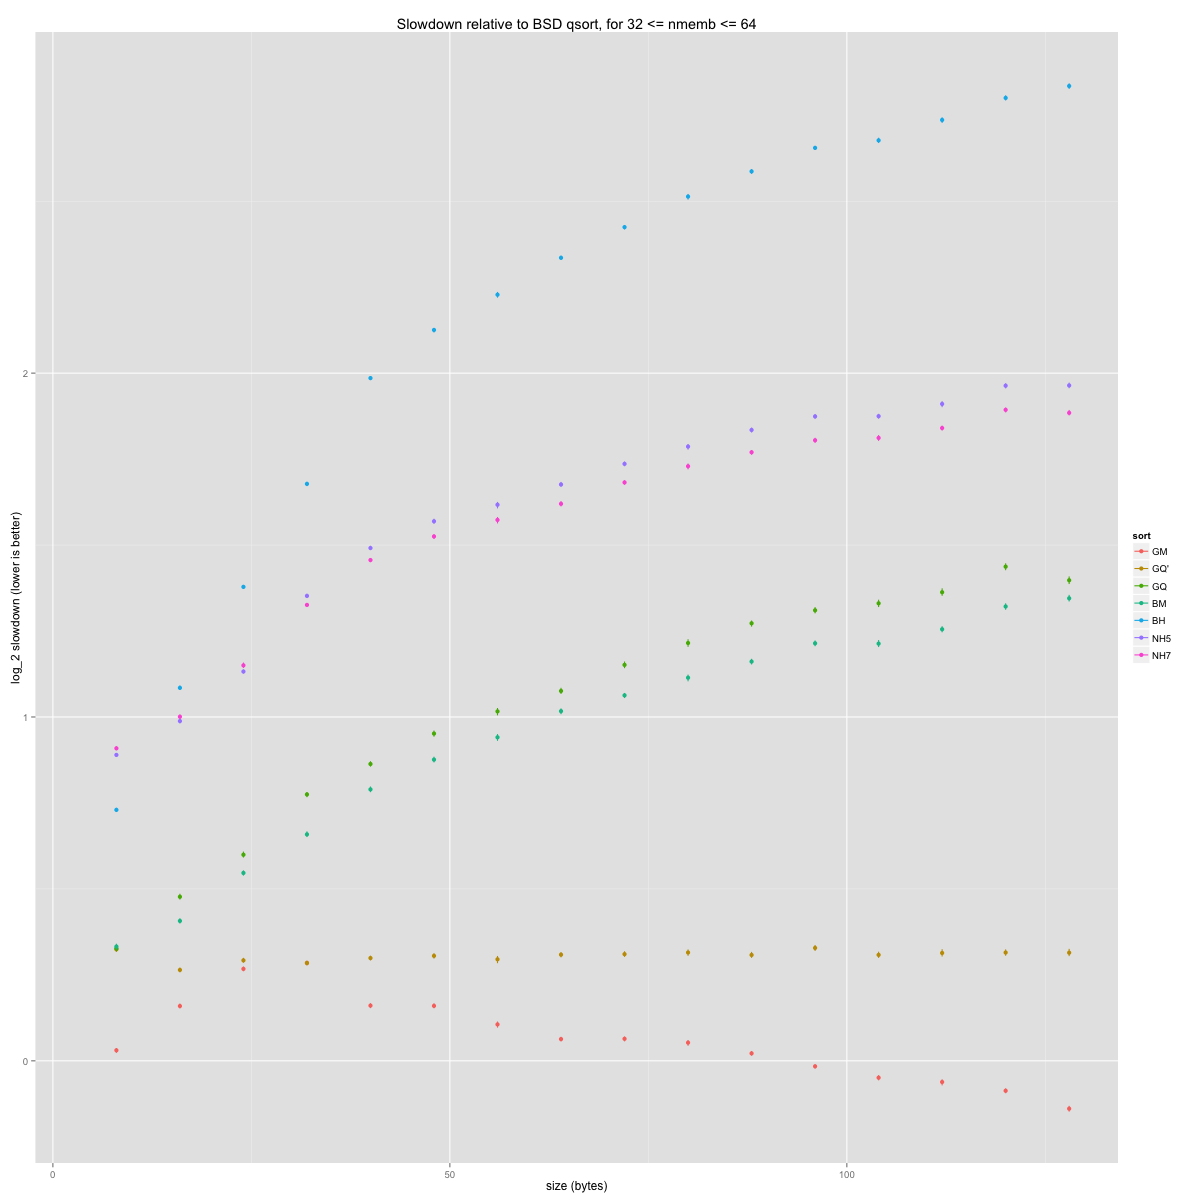 Slowdown relative to BSD qsort, for 32 <= nmemb <= 64
log_2 slowdown (lower is better)
2
1
0
0
50
100
size (bytes)
sort
GM
GQ'
GQ
BM
BH
NH5
NH7